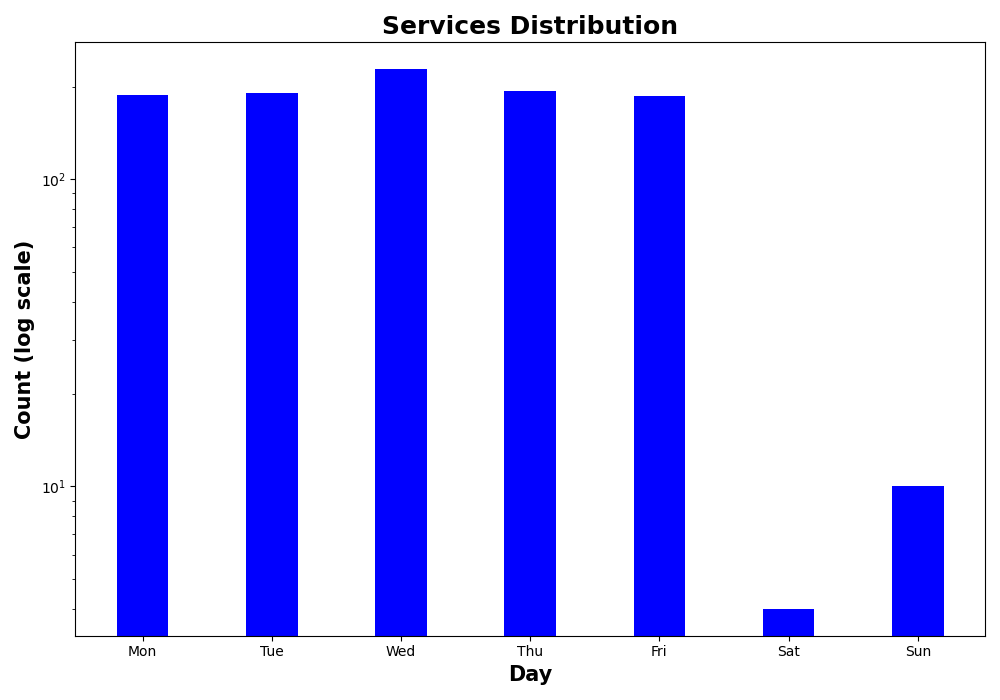 Services Distribution
Count (log scale)
10²
10¹
Mon Tue Wed Thu Fri Sat Sun
Day